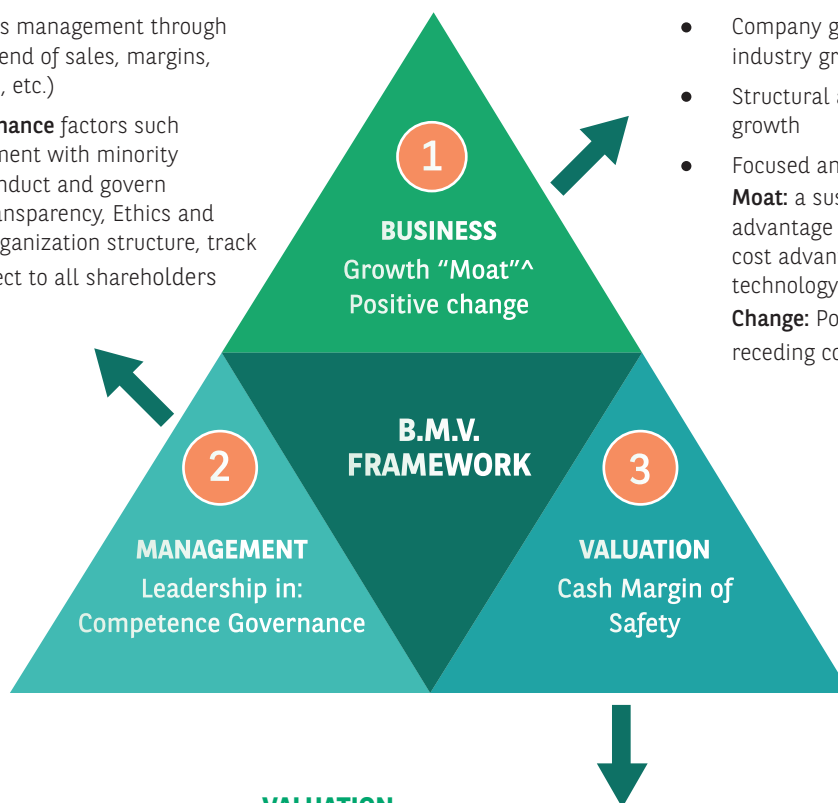 s management through
end of sales, margins,
, etc.)
nance factors such
ment with minority
nduct and govern
nsparency, Ethics and
rganization structure, track
ect to all shareholders
● Company g
industry gr
● Structural a
growth
● Focused an
Moat: a sus
advantage
cost advan
technology
Change: Po
receding co
1
BUSINESS
Growth “Moat”^
Positive change
B.M.V.
FRAMEWORK
2
MANAGEMENT
Leadership in:
Competence Governance
3
VALUATION
Cash Margin of
Safety
VALUATION